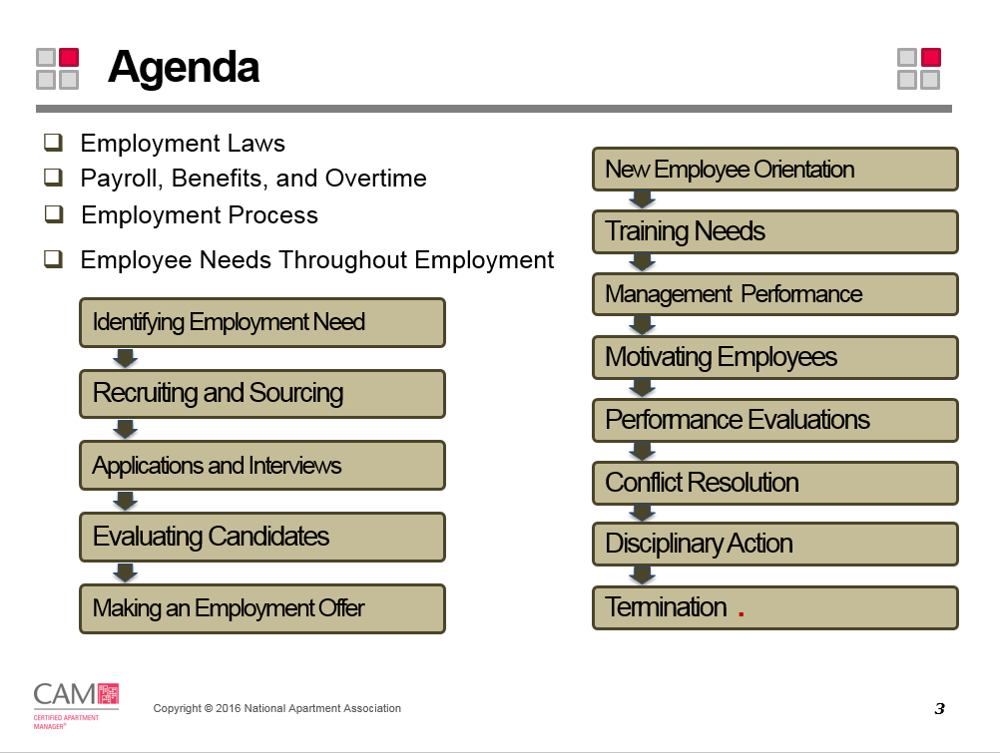 Agenda
❑ Employment Laws
❑ Payroll, Benefits, and Overtime
❑ Employment Process
❑ Employee Needs Throughout Employment
Identifying Employment Need
Recruiting and Sourcing
Applications and Interviews
Evaluating Candidates
Making an Employment Offer
New Employee Orientation
Training Needs
Management Performance
Motivating Employees
Performance Evaluations
Conflict Resolution
Disciplinary Action
Termination .
CAM
CERTIFIED APARTMENT
MANAGER®
Copyright © 2016 National Apartment Association
3